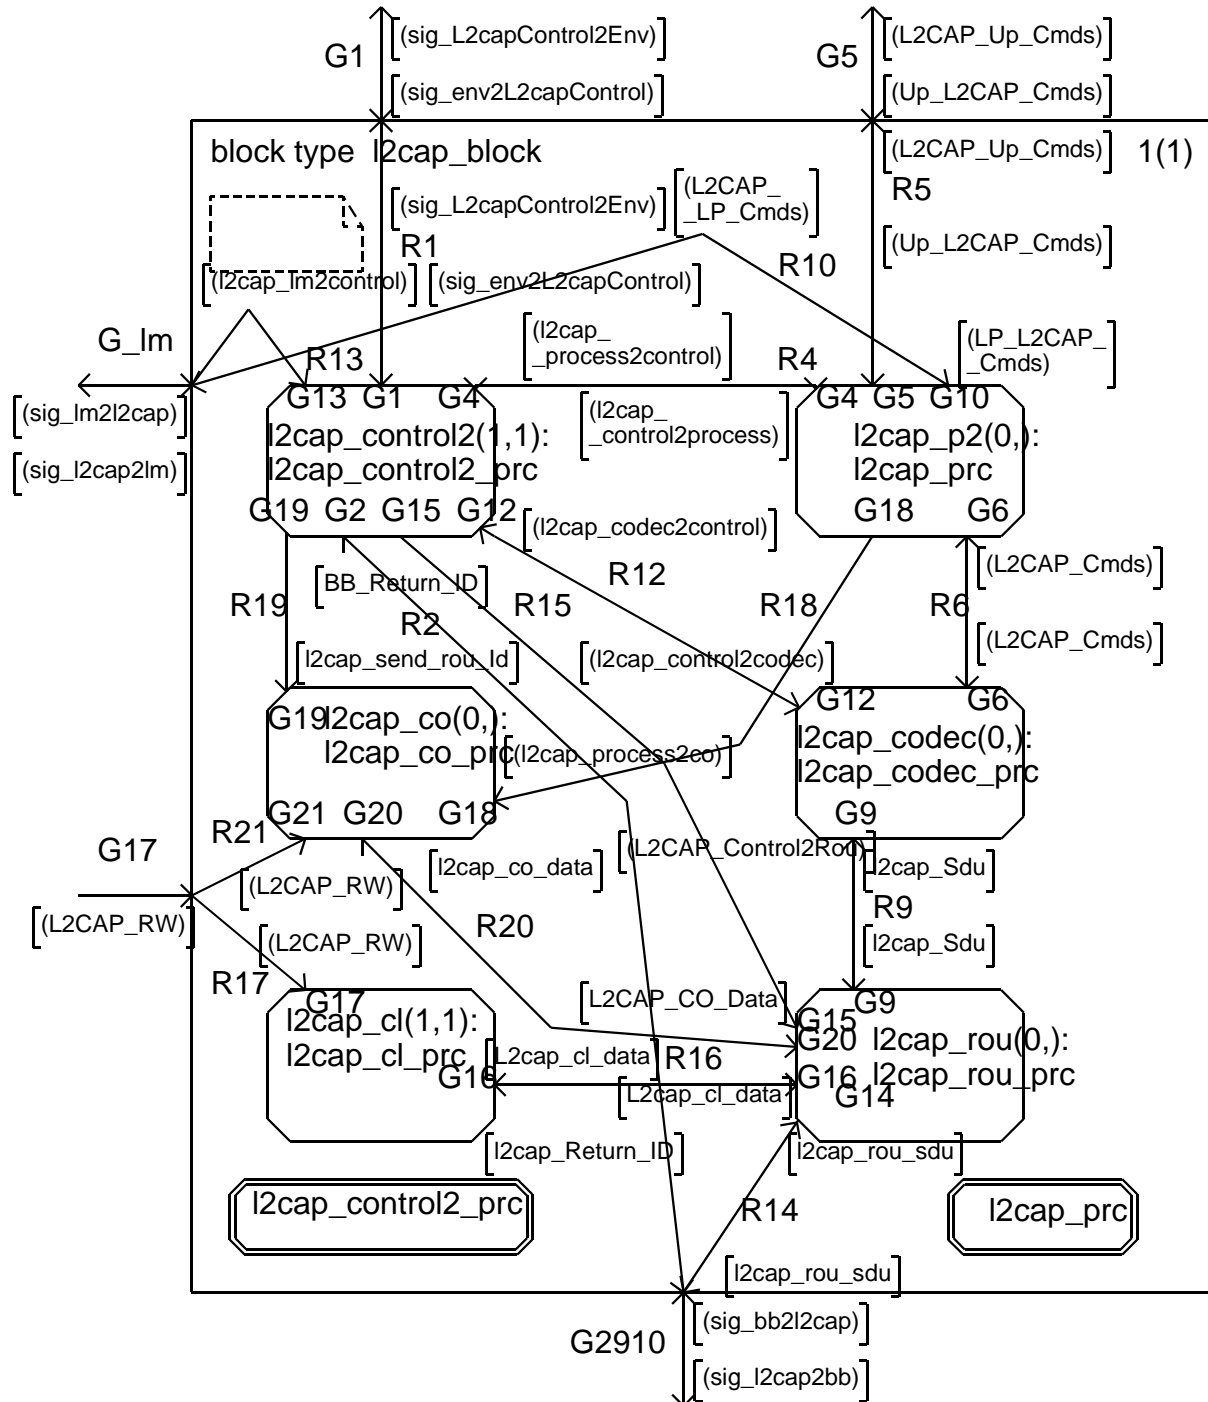 (sig_L2capControl2Env)
G1
(sig_env2L2capControl)
(L2CAP_Up_Cmds)
G5
(Up_L2CAP_Cmds)
block type l2cap_block
(L2CAP_Up_Cmds)
1(1)
R5
(sig_L2capControl2Env)
(L2CAP_
_LP_Cmds)
R1
(Up_L2CAP_Cmds)
R10
(l2cap_lm2control)
(sig_env2L2capControl)
G_lm
R13
(l2cap_
_process2control)
R4
(LP_L2CAP_
_Cmds)
(sig_lm2l2cap)
(sig_l2cap2lm)
G13 G1 G4
l2cap_control2(1,1):
l2cap_control2_prc
G19 G2 G15 G12
(l2cap_
_control2process)
G4 G5 G10
l2cap_p2(0,):
l2cap_prc
G18 G6
(l2cap_codec2control)
R12
(L2CAP_Cmds)
BB_Return_ID
R19
R2
R15
R18
R6
(L2CAP_Cmds)
l2cap_send_rou_Id
(l2cap_control2codec)
G19
l2cap_co(0,):
l2cap_co_prc
G21 G20 G18
(l2cap_process2co)
G12 G6
l2cap_codec(0,):
l2cap_codec_prc
G9
G17
R21
(L2CAP_RW)
(L2CAP_RW)
l2cap_co_data
(L2CAP_Control2Rou)
l2cap_Sdu
R9
l2cap_Sdu
(L2CAP_RW)
R20
R17
G17
l2cap_cl(1,1):
l2cap_cl_prc
G16
L2CAP_CO_Data
L2cap_cl_data
R16
L2cap_cl_data
G9
G15
G20
l2cap_rou(0,):
G16
l2cap_rou_prc
G14
l2cap_Return_ID
l2cap_rou_sdu
l2cap_control2_prc
R14
l2cap_prc
l2cap_rou_sdu
G2910
(sig_bb2l2cap)
(sig_l2cap2bb)